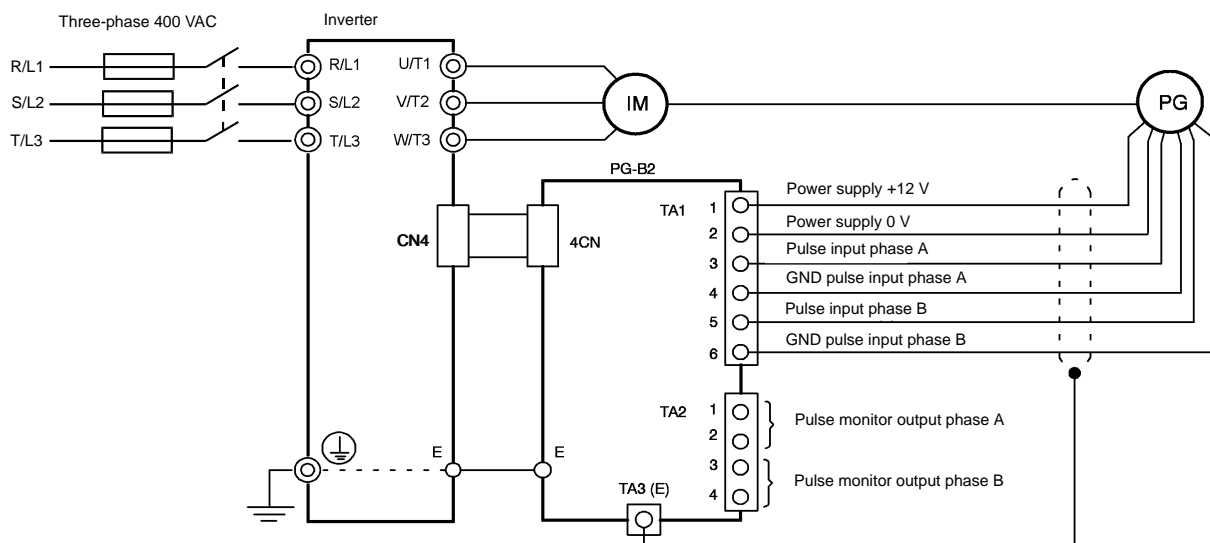 Three-phase 400 VAC
Inverter
R/L1
R/L1
U/T1
S/L2
S/L2
V/T2
IM
PG
T/L3
T/L3
W/T3
PG-B2
TA1
1
Power supply +12 V
2
Power supply 0 V
CN4
4CN
3
Pulse input phase A
4
GND pulse input phase A
5
Pulse input phase B
6
GND pulse input phase B
TA2
1
2
Pulse monitor output phase A
E
E
3
4
Pulse monitor output phase B
TA3 (E)